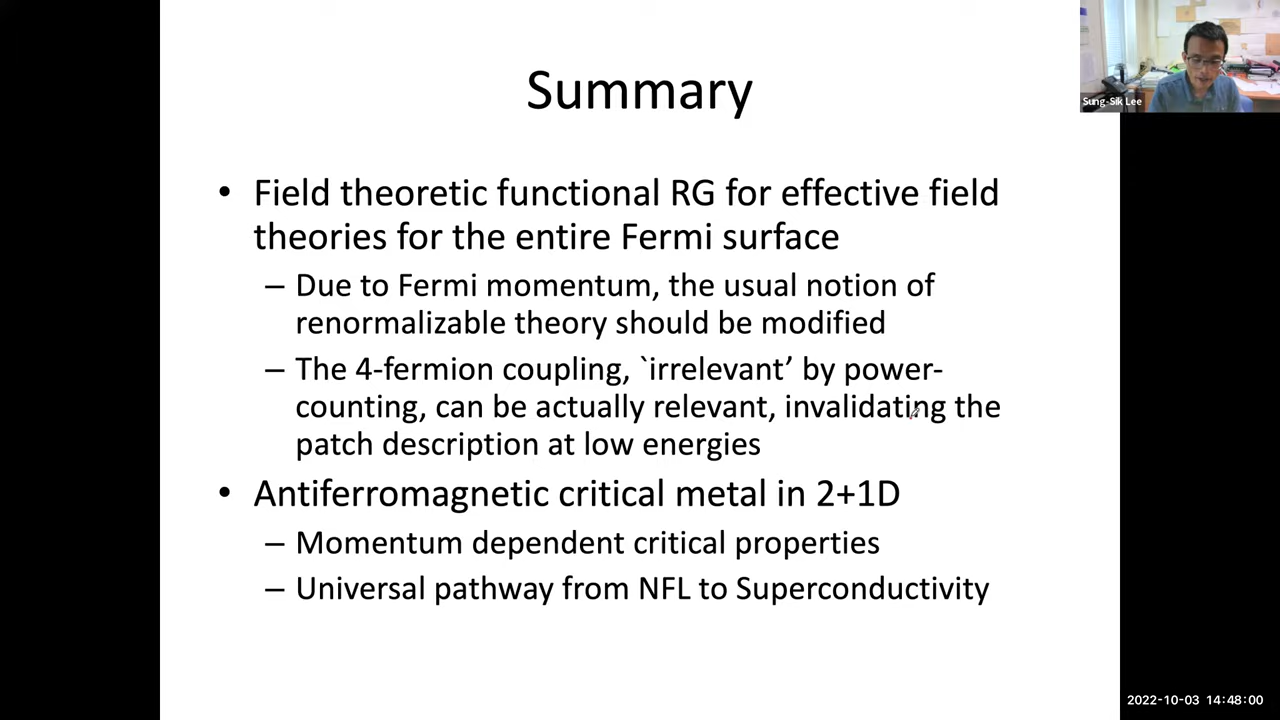 Summary
Sung-Sik Lee
• Field theoretic functional RG for effective field
theories for the entire Fermi surface
– Due to Fermi momentum, the usual notion of
renormalizable theory should be modified
– The 4-fermion coupling, `irrelevant’ by power-
counting, can be actually relevant, invalidating the
patch description at low energies
• Antiferromagnetic critical metal in 2+1D
– Momentum dependent critical properties
– Universal pathway from NFL to Superconductivity
2022-10-03 14:48:00